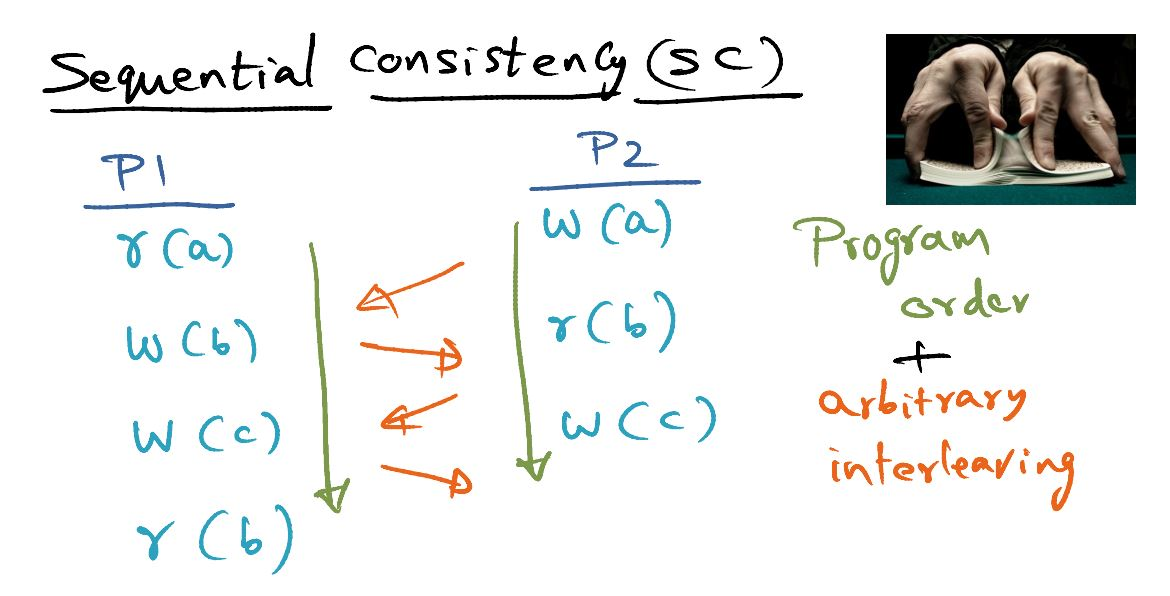 Sequential Consistency (SC)
P1
r(a)
w(b)
w(c)
r(b)
P2
w(a)
r(b)
w(c)
Program
order
+
arbitrary
interleaving